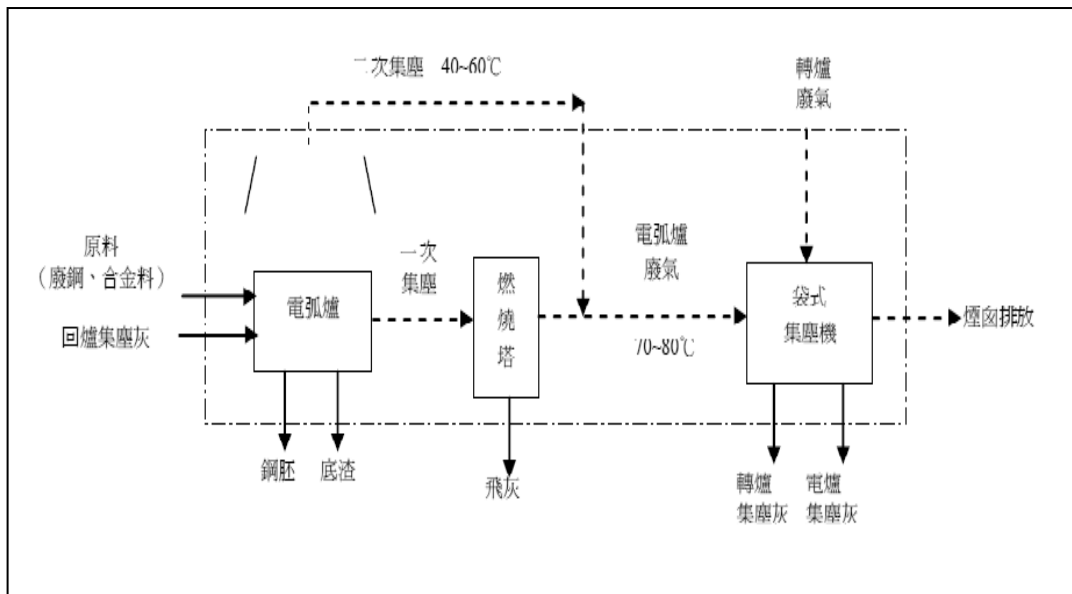 二次集塵 40~60℃
轉爐
廢氣
原料
（廢鋼、合金料）
回爐集塵灰
電弧爐
一次
集塵
燃
燒
塔
電弧爐
廢氣
70~80℃
袋式
集塵機
煙囪排放
鋼胚
底渣
飛灰
轉爐
集塵灰
電爐
集塵灰